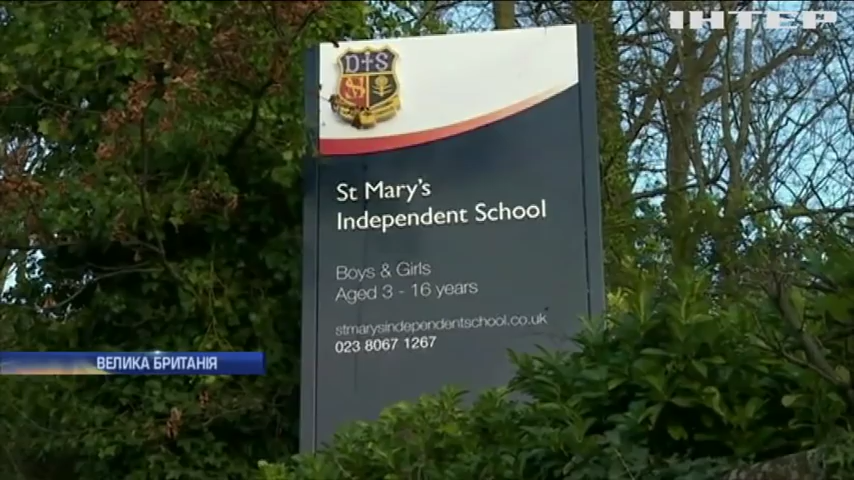 ІНТЕР
D S
St Mary's
Independent School
Boys & Girls
Aged 3 - 16 years
stmarysindependentschool.co.uk
023 8067 1267
ВЕЛИКА БРИТАНІЯ